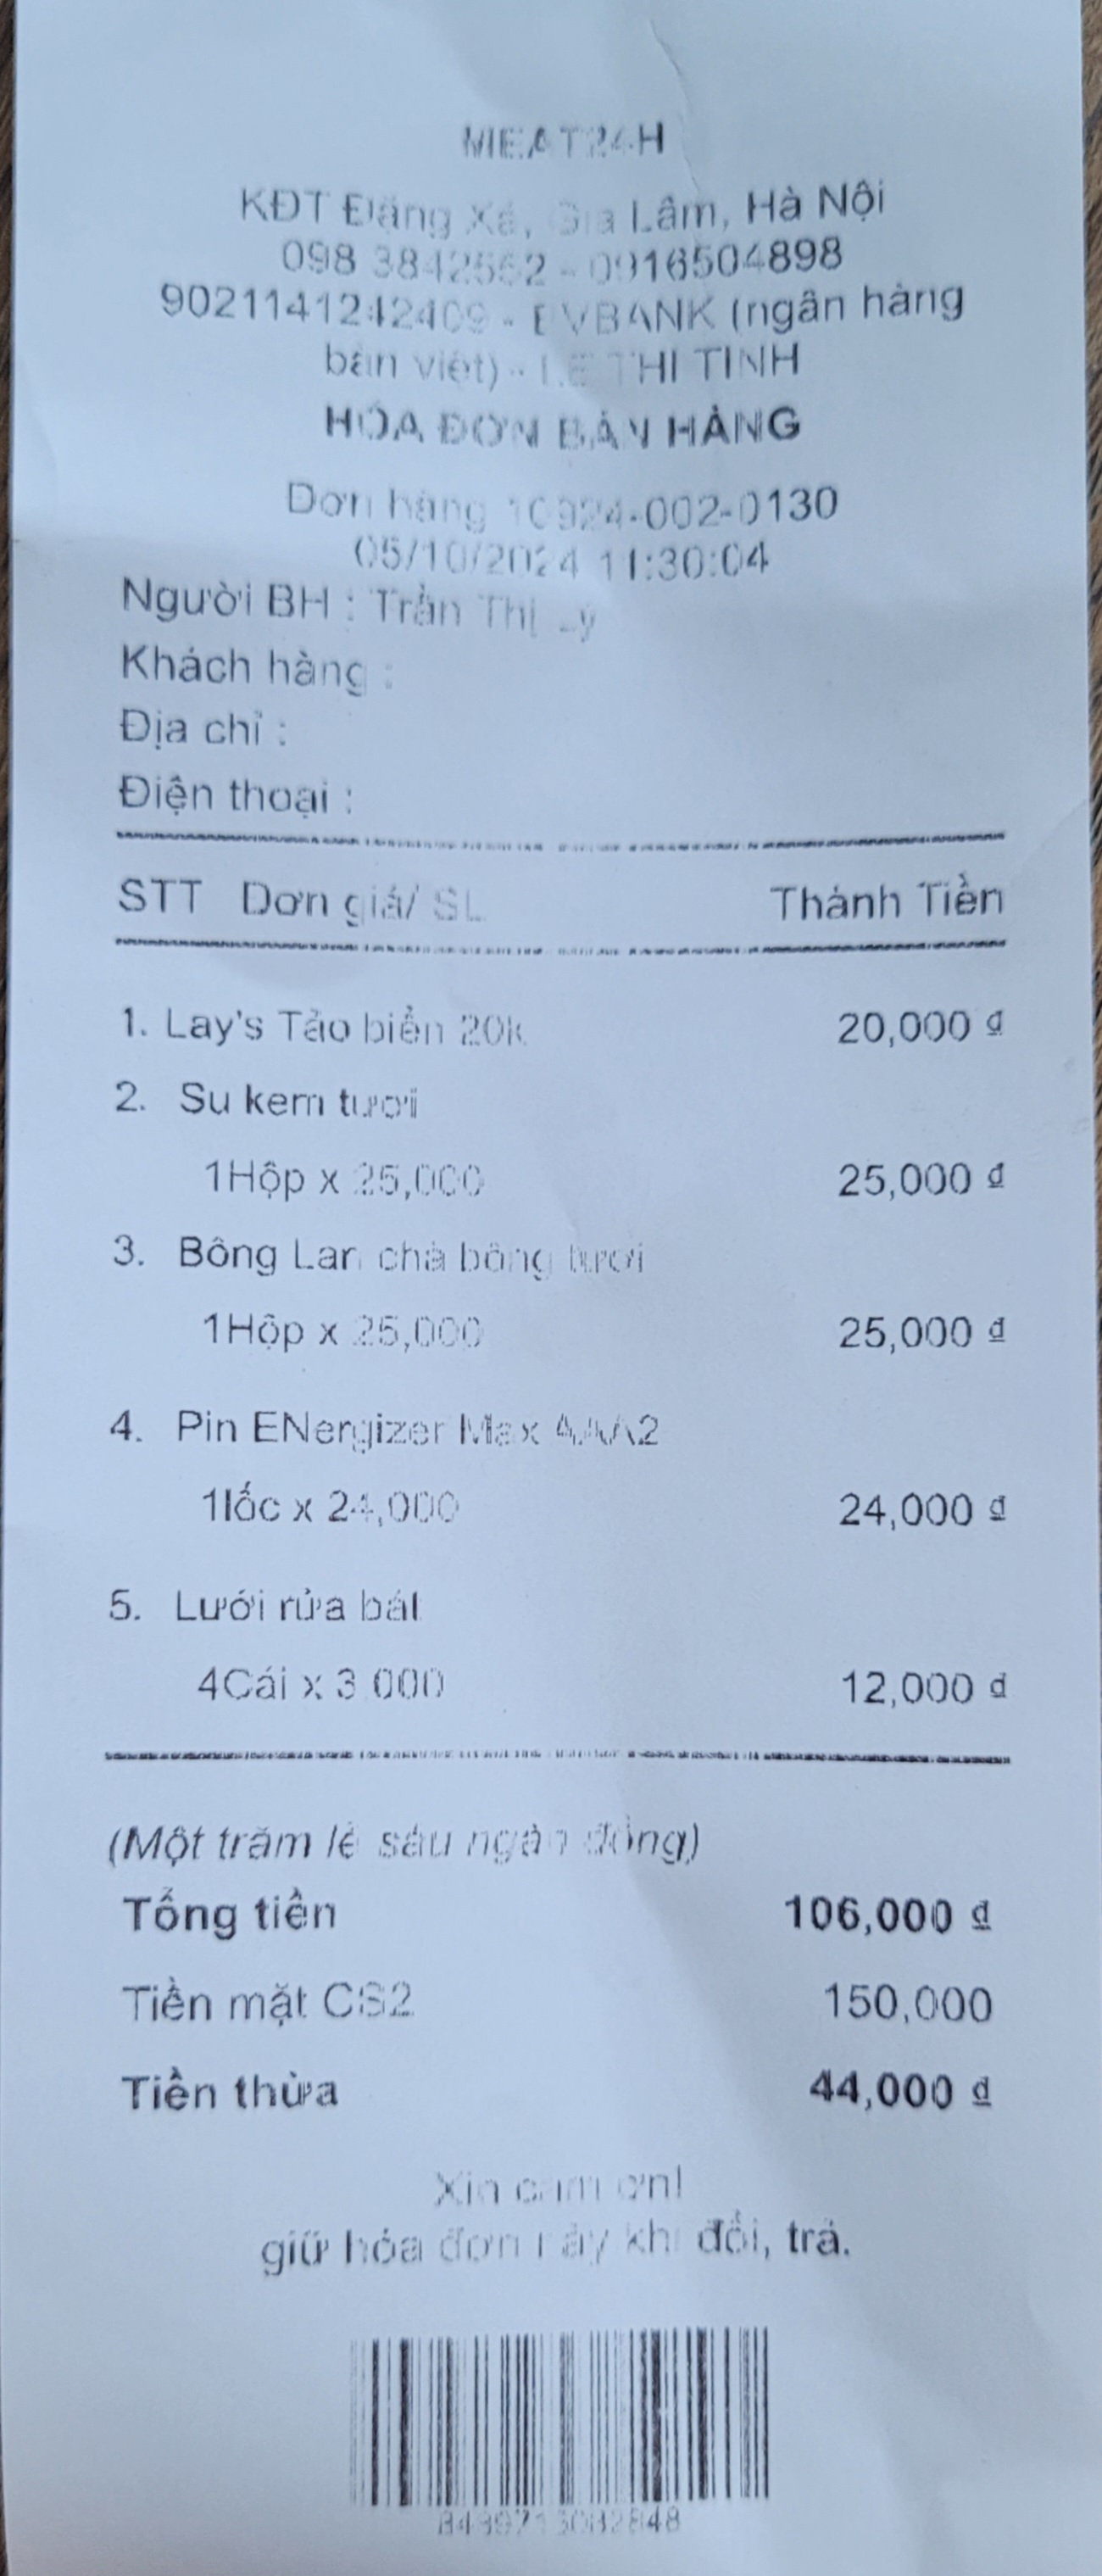 MEAT24H
KĐT Đặng Xá, Gia Lâm, Hà Nội
098 3842552 - 0916504898
9021141242409 - BVBANK (ngân hàng
bản việt) - LE THI TINH
HÓA ĐƠN BÁN HÀNG
Đơn hàng 10924-002-0130
05/10/2024 11:30:04
Người BH : Trần Thị Lý
Khách hàng :
Địa chỉ :
Điện thoại :
STT Đơn giá/ SL Thành Tiền
1. Lay's Tảo biển 20k 20,000 ₫
2. Su kem tươi
1Hộp x 25,000 25,000 ₫
3. Bông Lan chà bông tươi
1Hộp x 25,000 25,000 ₫
4. Pin ENergizer Max AAA2
1lốc x 24,000 24,000 ₫
5. Lưới rửa bát
4Cái x 3,000 12,000 ₫
(Một trăm lẻ sáu ngàn đồng)
Tổng tiền 106,000 ₫
Tiền mặt CS2 150,000
Tiền thừa 44,000 ₫
Xin cảm ơn!
giữ hóa đơn này khi đổi, trả.